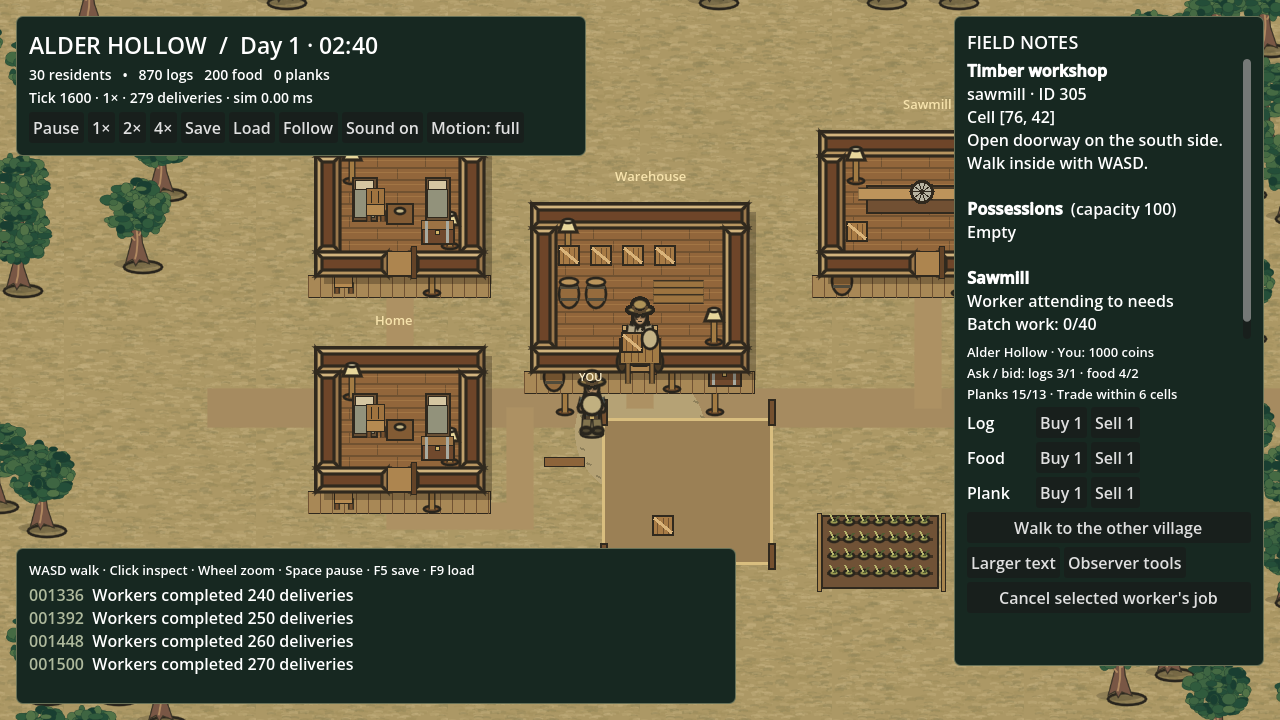 ALDER HOLLOW / Day 1 · 02:40
30 residents • 870 logs 200 food 0 planks
Tick 1600 · 1× · 279 deliveries · sim 0.00 ms
Pause 1× 2× 4× Save Load Follow Sound on Motion: full
Sawmill
Warehouse
Home
YOU
FIELD NOTES
Timber workshop
sawmill · ID 305
Cell [76, 42]
Open doorway on the south side.
Walk inside with WASD.
Possessions (capacity 100)
Empty
Sawmill
Worker attending to needs
Batch work: 0/40
Alder Hollow · You: 1000 coins
Ask / bid: logs 3/1 · food 4/2
Planks 15/13 · Trade within 6 cells
Log Buy 1 Sell 1
Food Buy 1 Sell 1
Plank Buy 1 Sell 1
Walk to the other village
Larger text Observer tools
Cancel selected worker's job
WASD walk · Click inspect · Wheel zoom · Space pause · F5 save · F9 load
001336 Workers completed 240 deliveries
001392 Workers completed 250 deliveries
001448 Workers completed 260 deliveries
001500 Workers completed 270 deliveries